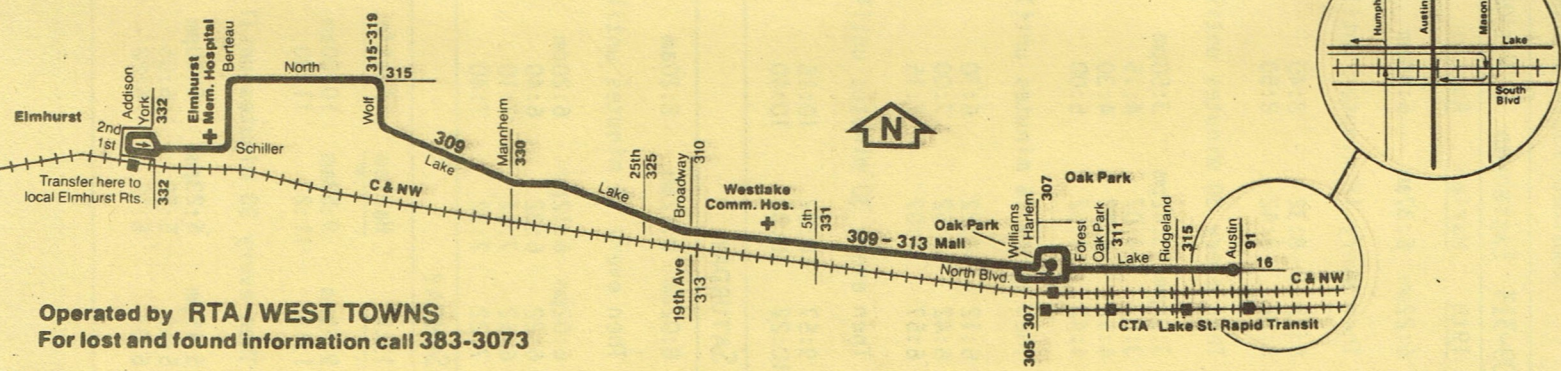 Elmhurst
Addison
York
332
2nd
1st
Elmhurst
Mem. Hospital
Berteau
North
315-319
315
Wolf
Schiller
Transfer here to
local Elmhurst Rts.
332
C & NW
309
Lake
Mannheim
330
Lake
25th
325
Broadway
310
19th Ave
313
Westlake
Comm. Hos.
5th
331
N
309-313
Oak Park
Mall
North Blvd.
Williams
Harlem
307
Oak Park
305-307
Forest
Oak Park
311
Lake
Ridgeland
315
Austin
91
16
C & NW
CTA Lake St. Rapid Transit
Humph
Austin
Mason
Lake
South
Blvd
Operated by RTA / WEST TOWNS
For lost and found information call 383-3073